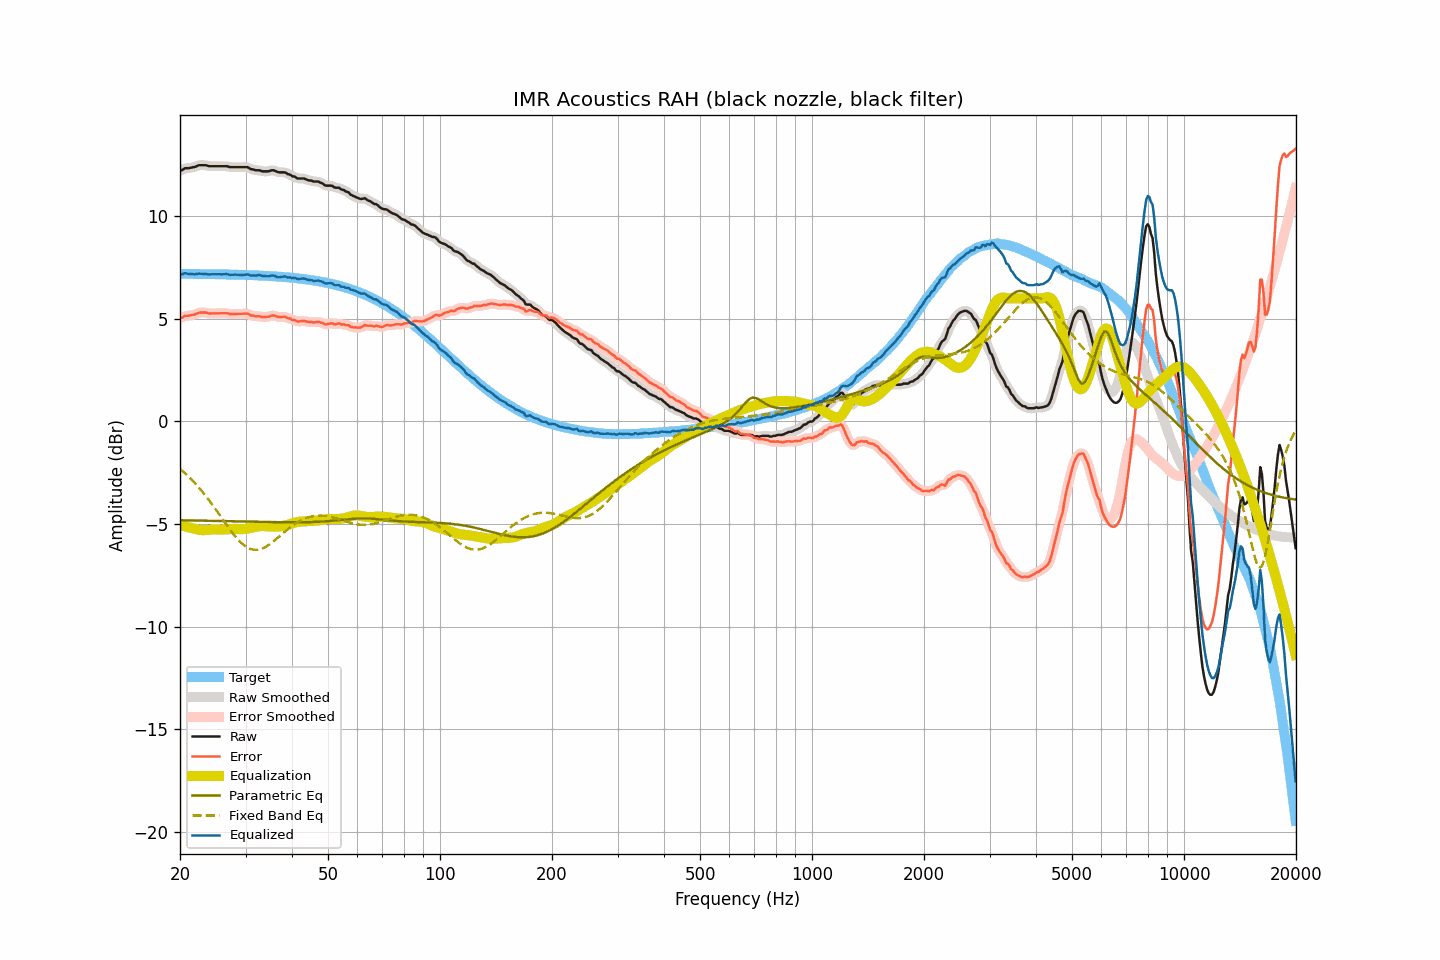 IMR Acoustics RAH (black nozzle, black filter)
Amplitude (dBr)
10
5
0
−5
−10
−15
−20
Target
Raw Smoothed
Error Smoothed
Raw
Error
Equalization
Parametric Eq
Fixed Band Eq
Equalized
20 50 100 200 500 1000 2000 5000 10000 20000
Frequency (Hz)